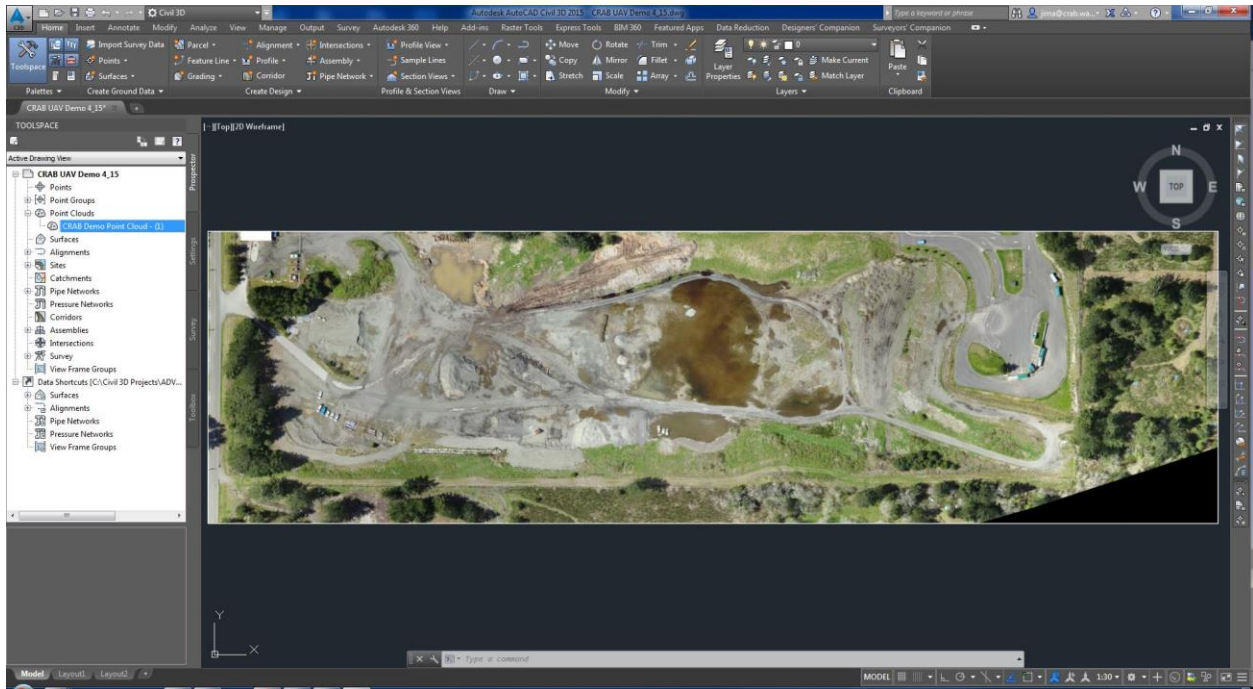 Civil 3D
Autodesk AutoCAD Civil 3D 2015 CRAB UAV Demo 4_15.dwg
Type a keyword or phrase
jima@crab.wa...
Home Insert Annotate Modify Analyze View Manage Output Survey Autodesk 360 Help Add-ins Raster Tools Express Tools BIM 360 Featured Apps Data Reduction Designers' Companion Surveyors' Companion
Toolspace
Import Survey Data
Points
Surfaces
Parcel
Feature Line
Grading
Alignment
Profile
Corridor
Intersections
Assembly
Pipe Network
Profile View
Sample Lines
Section Views
Move
Copy
Stretch
Rotate
Mirror
Scale
Trim
Fillet
Array
Layer
Properties
0
Make Current
Match Layer
Paste
Palettes
Create Ground Data
Create Design
Profile & Section Views
Draw
Modify
Layers
Clipboard
CRAB UAV Demo 4_15*
TOOLSPACE
Active Drawing View
CRAB UAV Demo 4_15
Points
Point Groups
Point Clouds
CRAB Demo Point Cloud - (1)
Surfaces
Alignments
Sites
Catchments
Pipe Networks
Pressure Networks
Corridors
Assemblies
Intersections
Survey
View Frame Groups
Data Shortcuts [C:\Civil 3D Projects\ADV...
Surfaces
Alignments
Pipe Networks
Pressure Networks
View Frame Groups
Prospector
Settings
Survey
Toolbox
[-][Top][2D Wireframe]
N
W
TOP
E
S
Y
X
Type a command
Model Layout1 Layout2
MODEL
1:30